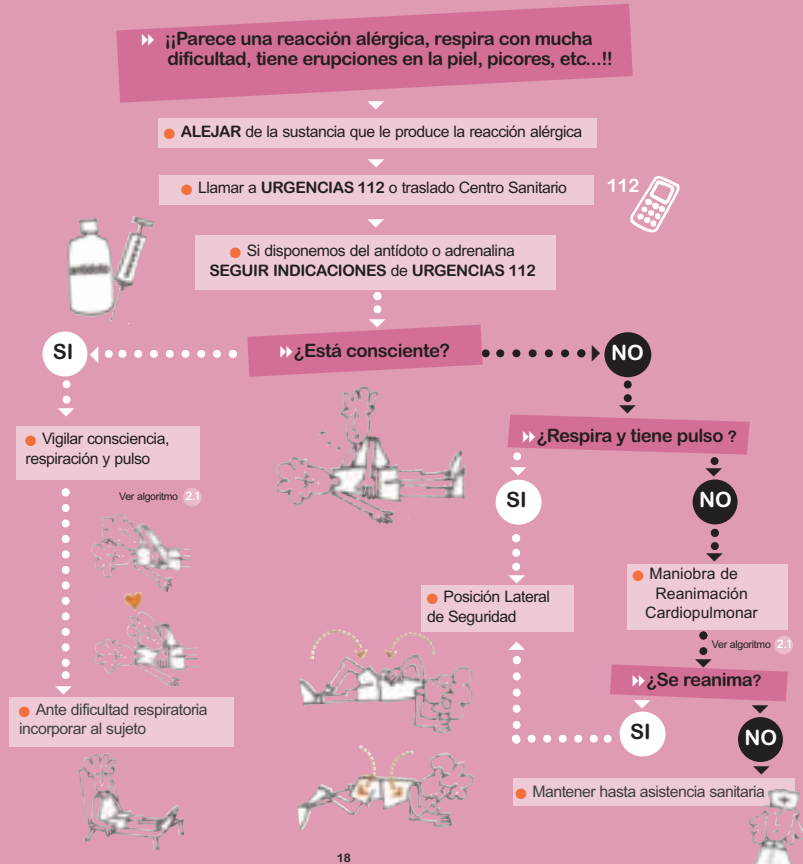 ¡¡Parece una reacción alérgica, respira con mucha
dificultad, tiene erupciones en la piel, picores, etc...!!
ALEJAR de la sustancia que le produce la reacción alérgica
Llamar a URGENCIAS 112 o traslado Centro Sanitario
112
Si disponemos del antídoto o adrenalina
SEGUIR INDICACIONES de URGENCIAS 112
antídoto
SI
¿Está consciente?
NO
Vigilar consciencia,
respiración y pulso
Ver algoritmo 2.1
¿Respira y tiene pulso ?
SI
NO
Posición Lateral
de Seguridad
Maniobra de
Reanimación
Cardiopulmonar
Ver algoritmo 2.1
¿Se reanima?
Ante dificultad respiratoria
incorporar al sujeto
SI
NO
Mantener hasta asistencia sanitaria
18